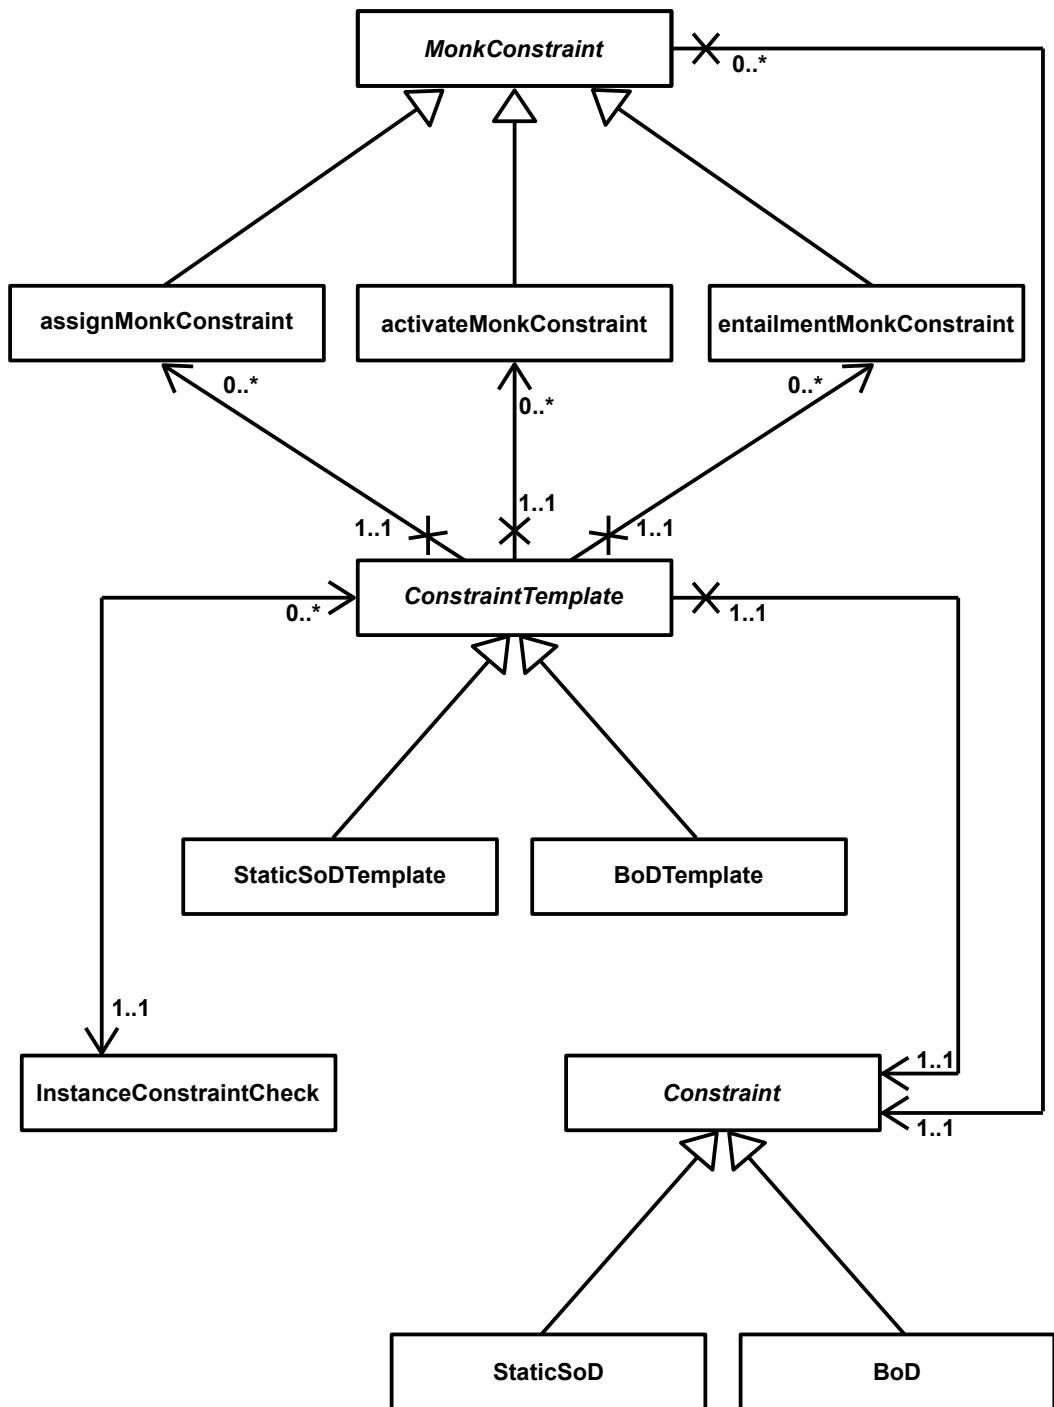 MonkConstraint
0..*
assignMonkConstraint
activateMonkConstraint
entailmentMonkConstraint
0..*
0..*
0..*
1..1
1..1
1..1
ConstraintTemplate
0..*
1..1
StaticSoDTemplate
BoDTemplate
1..1
InstanceConstraintCheck
Constraint
1..1
1..1
StaticSoD
BoD